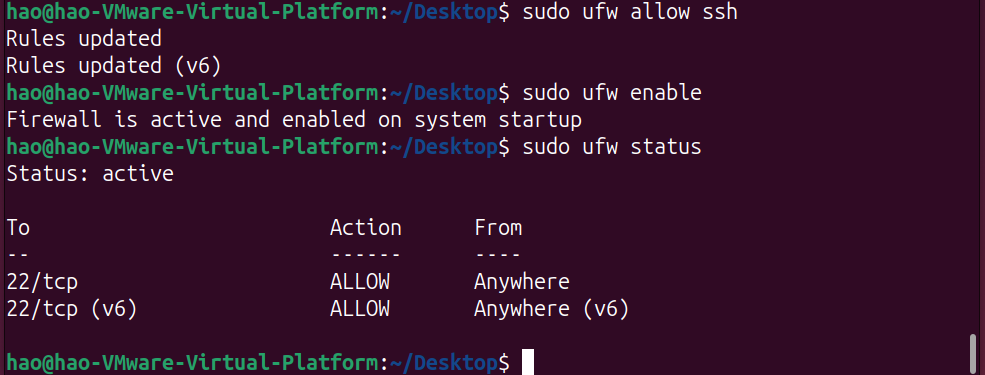 hao@hao-VMware-Virtual-Platform:~/Desktop$ sudo ufw allow ssh
Rules updated
Rules updated (v6)
hao@hao-VMware-Virtual-Platform:~/Desktop$ sudo ufw enable
Firewall is active and enabled on system startup
hao@hao-VMware-Virtual-Platform:~/Desktop$ sudo ufw status
Status: active
To                         Action      From
--                         ------      ----
22/tcp                     ALLOW       Anywhere
22/tcp (v6)                ALLOW       Anywhere (v6)
hao@hao-VMware-Virtual-Platform:~/Desktop$